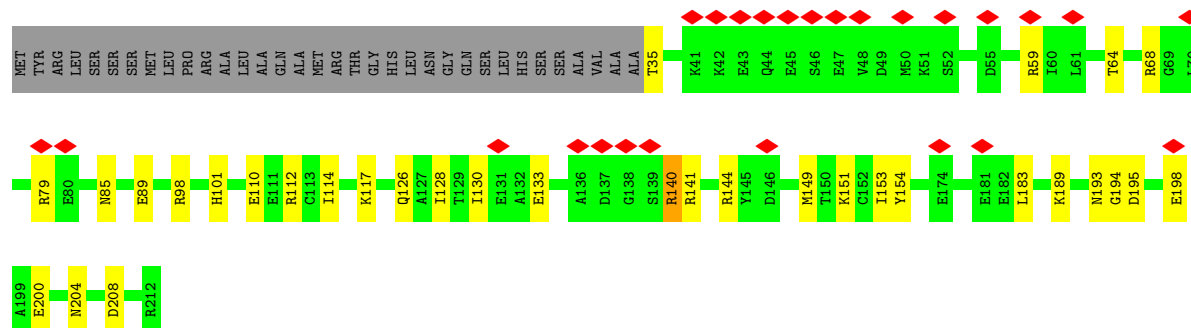 MET TYR ARG LEU SER SER SER MET LEU PRO ARG ALA LEU ALA GLN ALA MET ARG THR GLY HIS LEU ASN GLY GLN SER LEU HIS SER SER ALA VAL ALA ALA T35 K41 K42 E43 Q44 E45 S46 E47 V48 D49 M50 K51 S52 D55 R59 I60 L61 T64 R68 G69
R79 E80 N85 E89 R98 H101 E110 E111 R112 C113 I114 K117 Q126 A127 I128 T129 I130 E131 A132 E133 A136 D137 G138 S139 R140 R141 R144 Y145 D146 M149 T150 K151 C152 I153 Y154 E174 E181 E182 L183 K189 N193 G194 D195 E198
A199 E200 N204 D208 R212